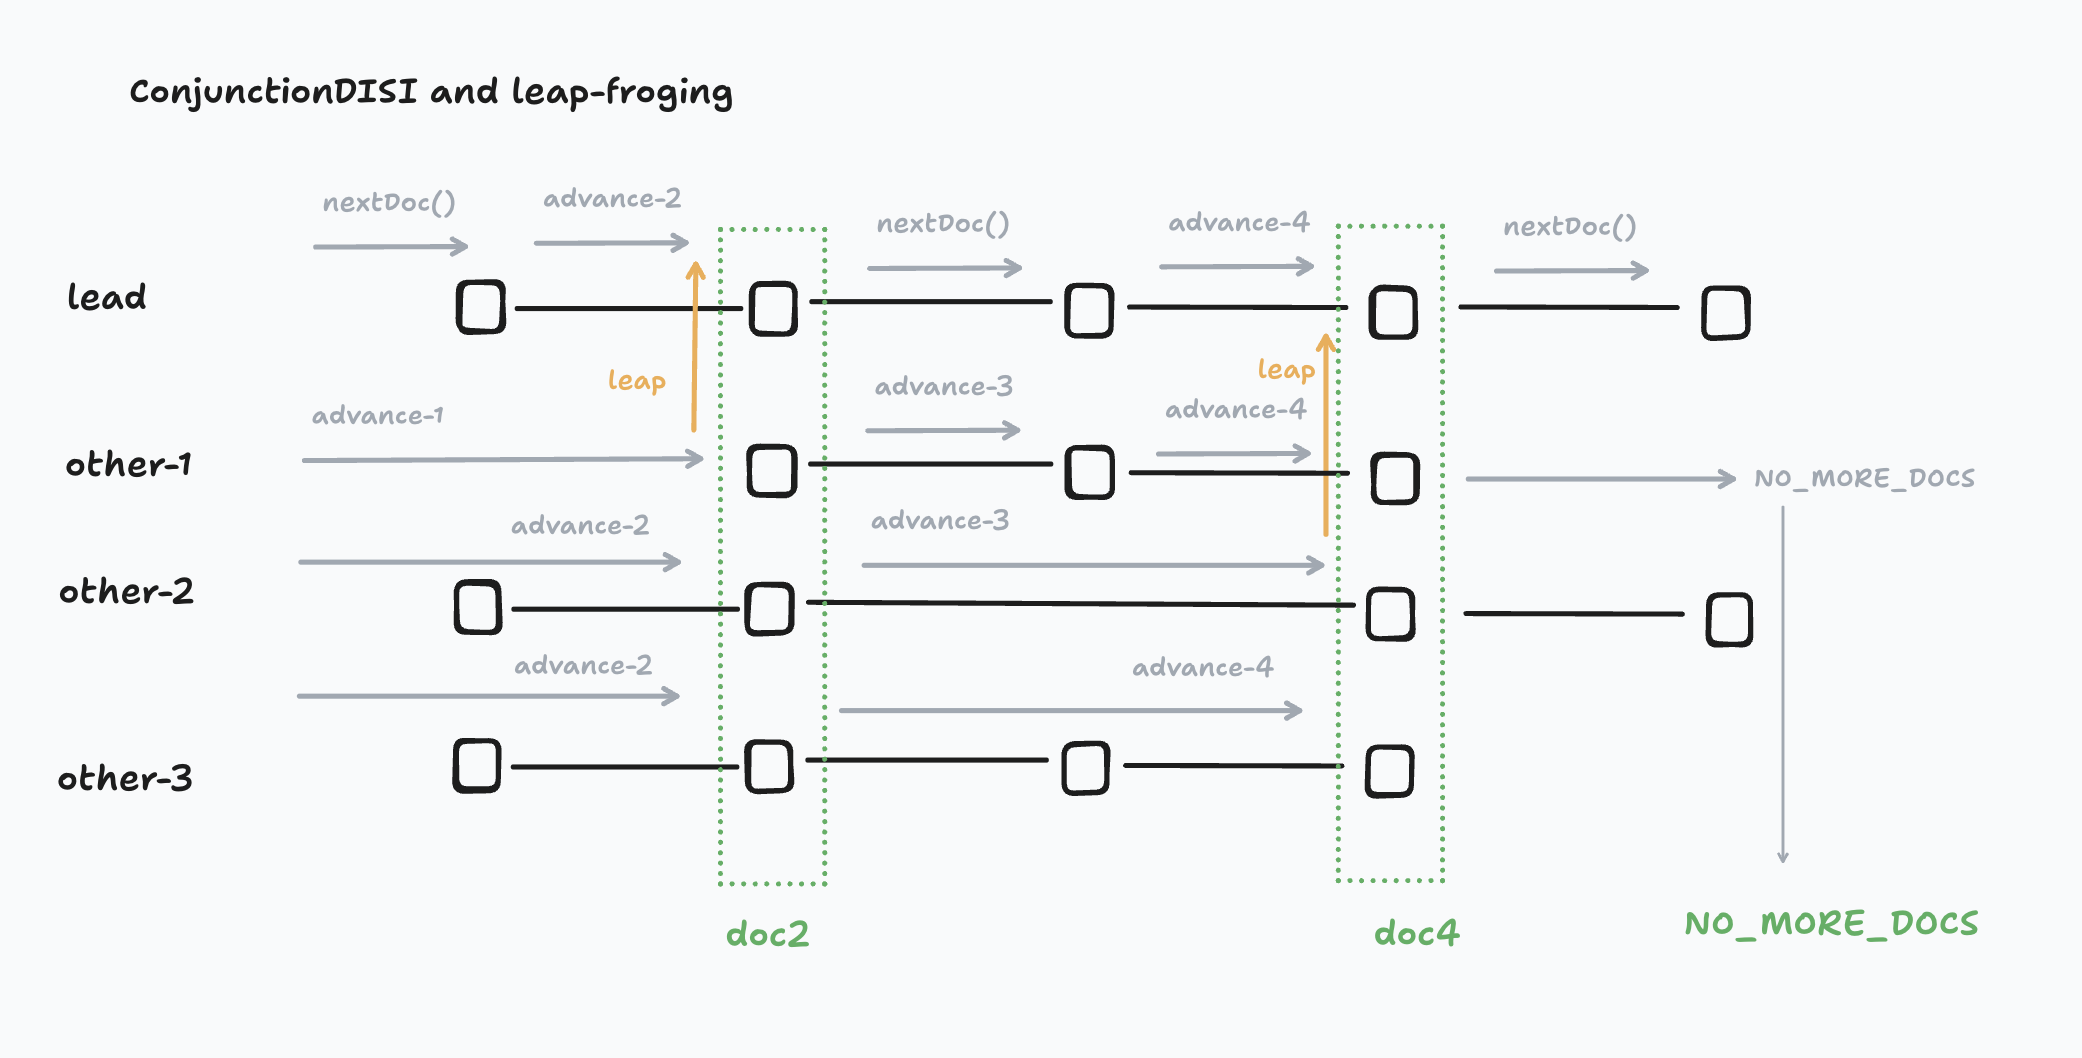 ConjunctionDISI and leap-froging
nextDoc()
advance-2
nextDoc()
advance-4
nextDoc()
lead
leap
leap
advance-3
advance-1
advance-4
other-1
NO_MORE_DOCS
advance-2
advance-3
other-2
advance-2
advance-4
other-3
doc2
doc4
NO_MORE_DOCS